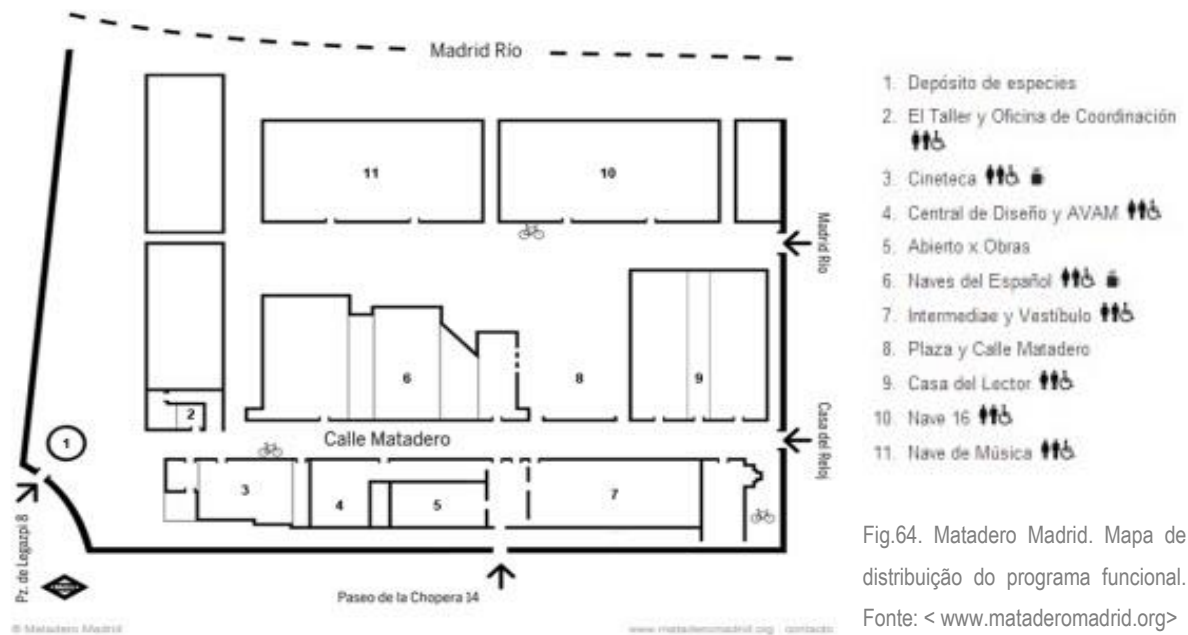 Madrid Río
11
10
Madrid Río
6
8
9
2
Calle Matadero
Casa del Reloj
1
3
4
5
7
Pz. de Legazpi 8
Paseo de la Chopera 14
© Matadero Madrid
www.mataderomadrid.org contacto
1. Depósito de especies
2. El Taller y Oficina de Coordinación
3. Cineteca
4. Central de Diseño y AVAM
5. Abierto x Obras
6. Naves del Español
7. Intermediae y Vestíbulo
8. Plaza y Calle Matadero
9. Casa del Lector
10. Nave 16
11. Nave de Música
Fig.64. Matadero Madrid. Mapa de
distribuição do programa funcional.
Fonte: < www.mataderomadrid.org>